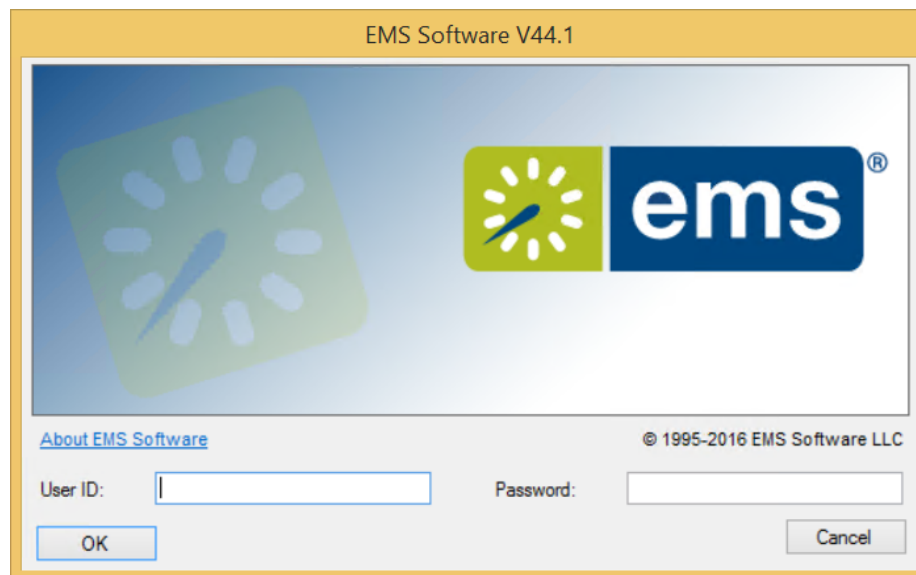 EMS Software V44.1
ems®
About EMS Software
© 1995-2016 EMS Software LLC
User ID:
Password:
OK
Cancel